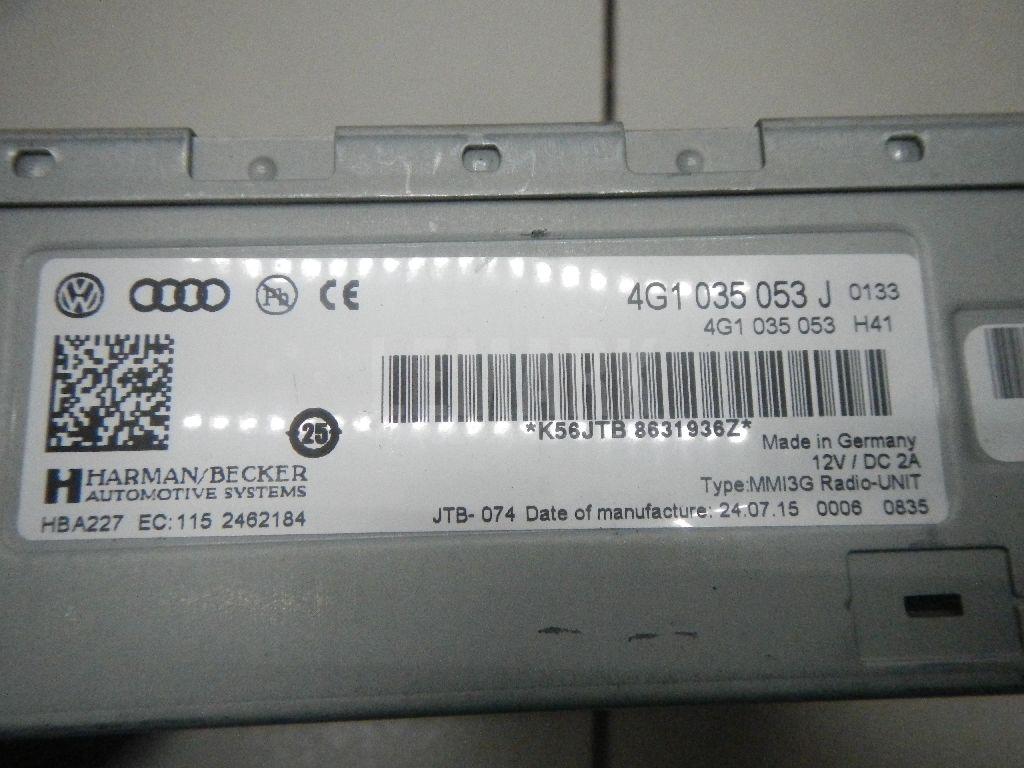 Pb CE
4G1 035 053 J 0133
4G1 035 053 H41
25
*K56JTB 8631936Z*
Made in Germany
12V / DC 2A
Type:MMI3G Radio-UNIT
HARMAN/BECKER
AUTOMOTIVE SYSTEMS
HBA227 EC:115 2462184
JTB- 074 Date of manufacture: 24.07.15 0006 0835